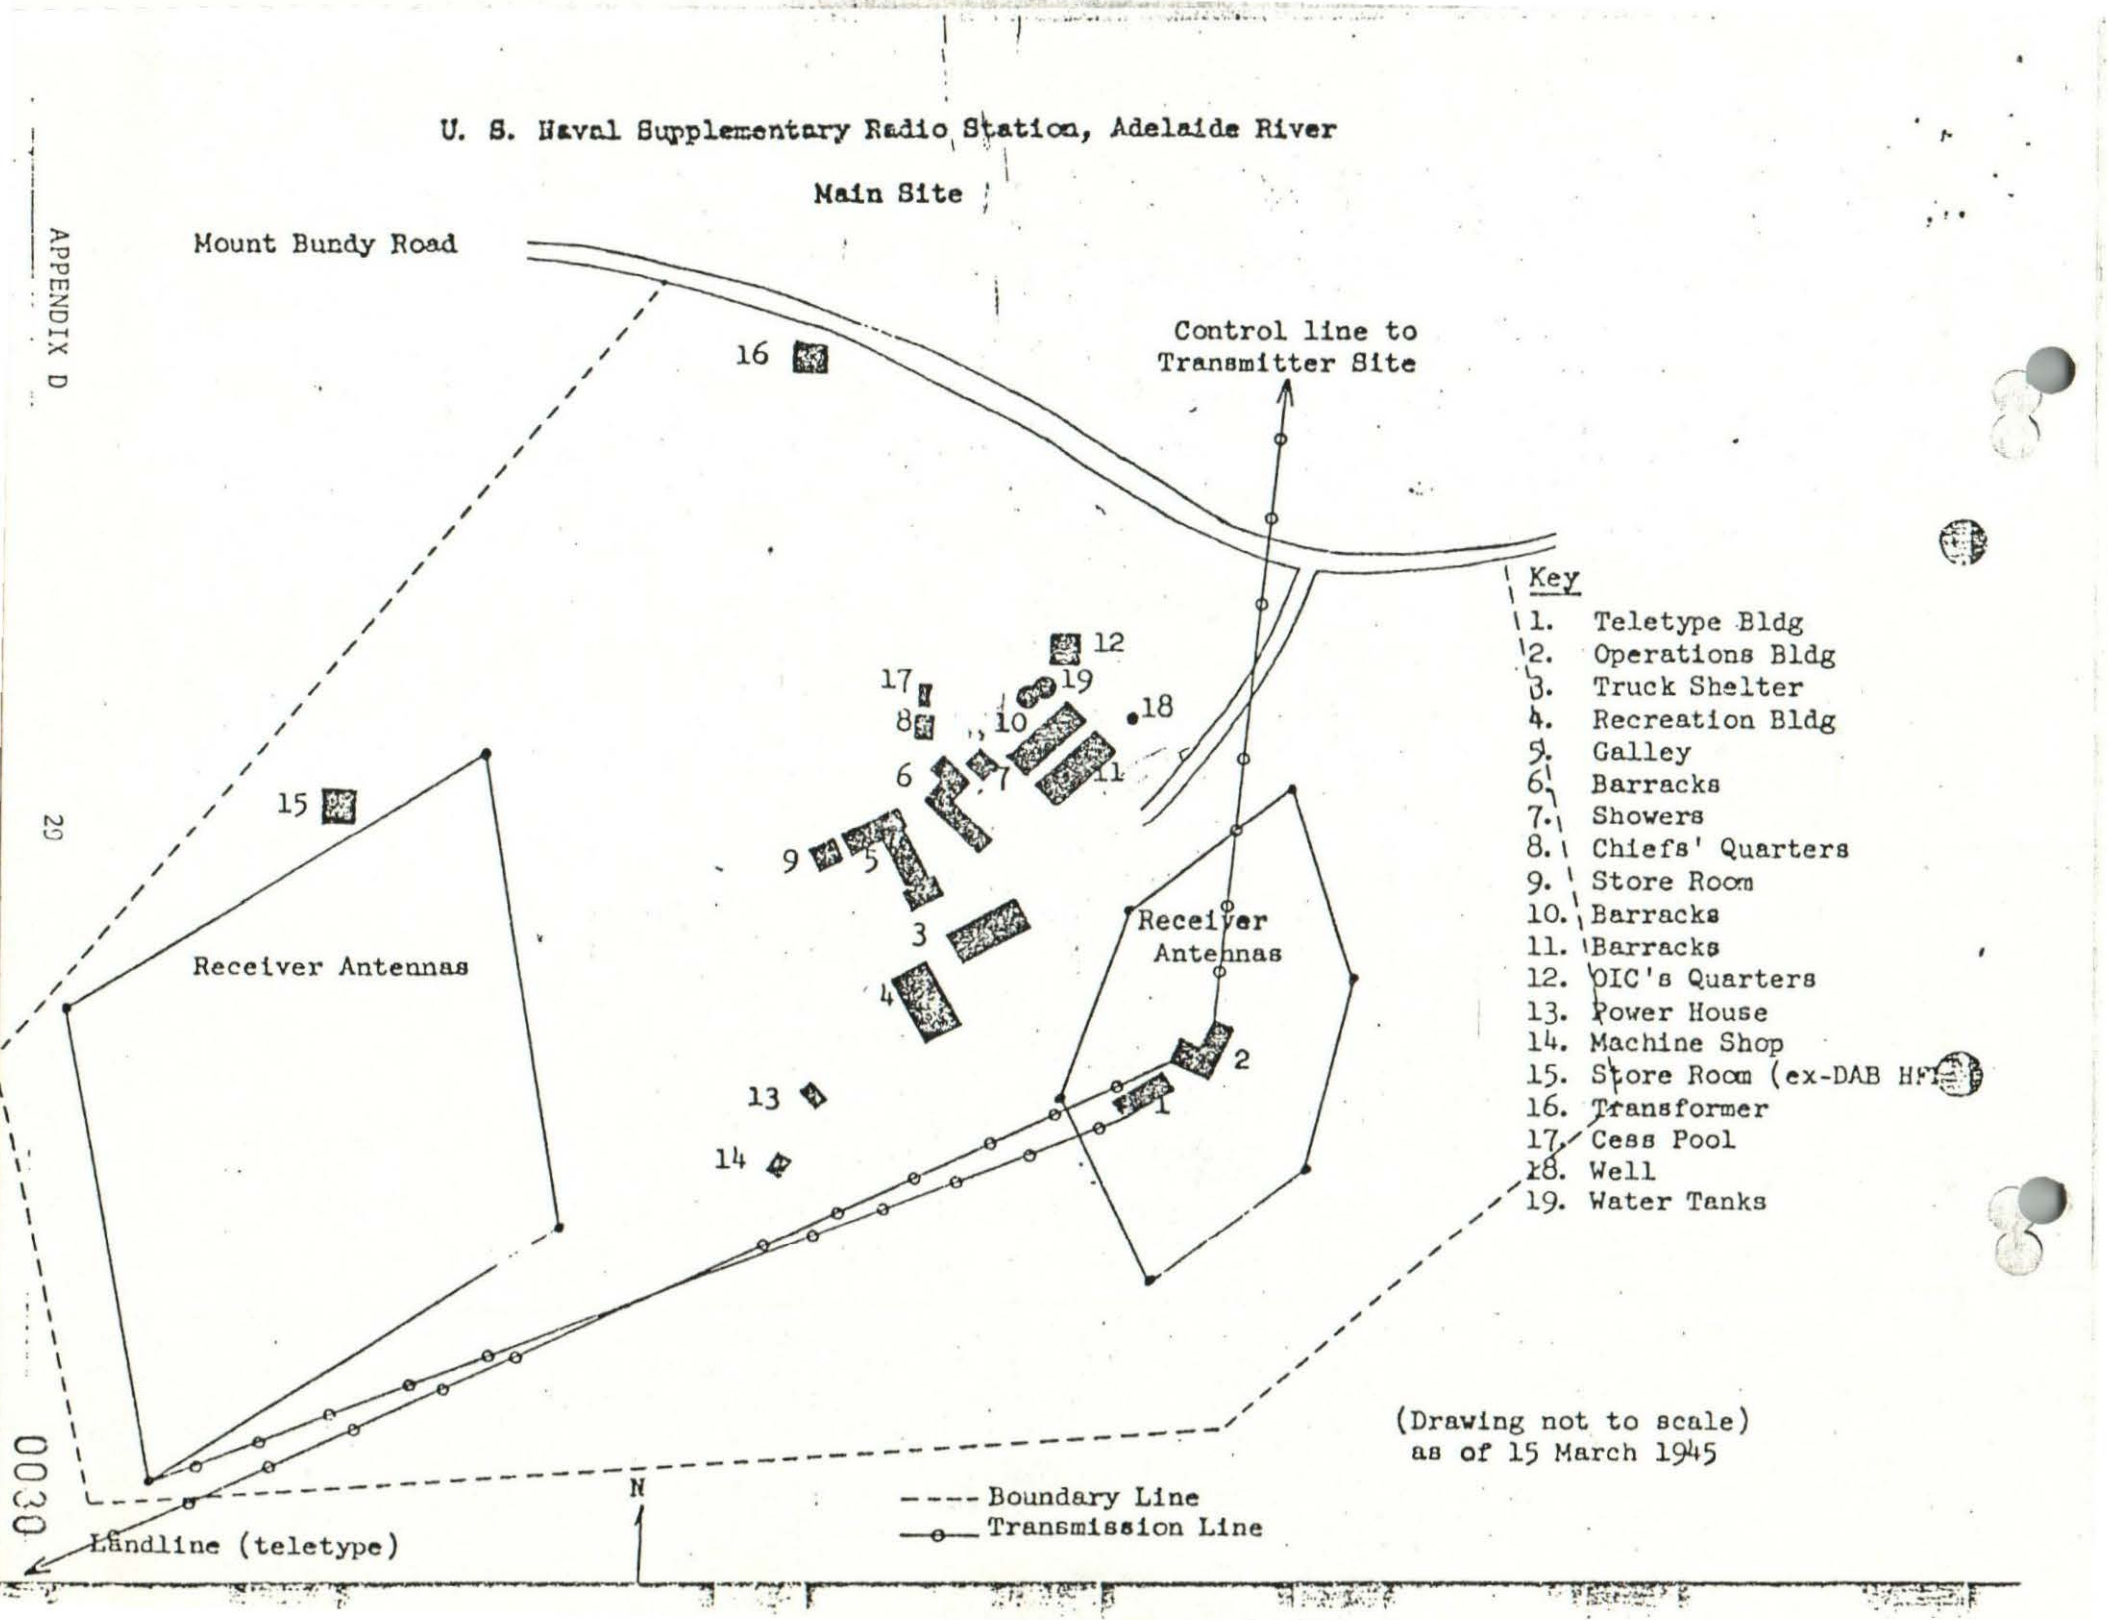 U. S. Naval Supplementary Radio Station, Adelaide River
Main Site
Mount Bundy Road
APPENDIX D
29
0030
Control line to
Transmitter Site
16
12
17
19
8
10
18
6
7
11
15
9
5
3
Receiver Antennas
Receiver
Antennas
4
2
13
1
14
Key
1. Teletype Bldg
2. Operations Bldg
3. Truck Shelter
4. Recreation Bldg
5. Galley
6. Barracks
7. Showers
8. Chiefs' Quarters
9. Store Room
10. Barracks
11. Barracks
12. OIC's Quarters
13. Power House
14. Machine Shop
15. Store Room (ex-DAB
16. Transformer
17. Cess Pool
18. Well
19. Water Tanks
(Drawing not to scale)
as of 15 March 1945
N
Boundary Line
Transmission Line
Landline (teletype)